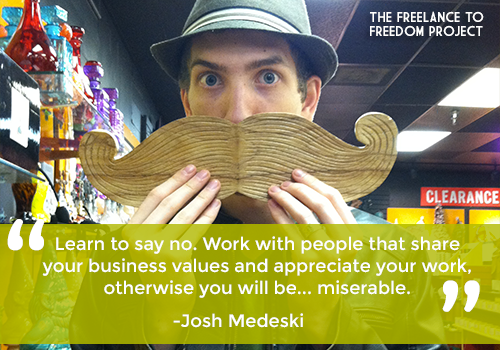 THE FREELANCE TO
FREEDOM PROJECT
CLEARANCE
“Learn to say no. Work with people that share
your business values and appreciate your work,
otherwise you will be... miserable.”
-Josh Medeski